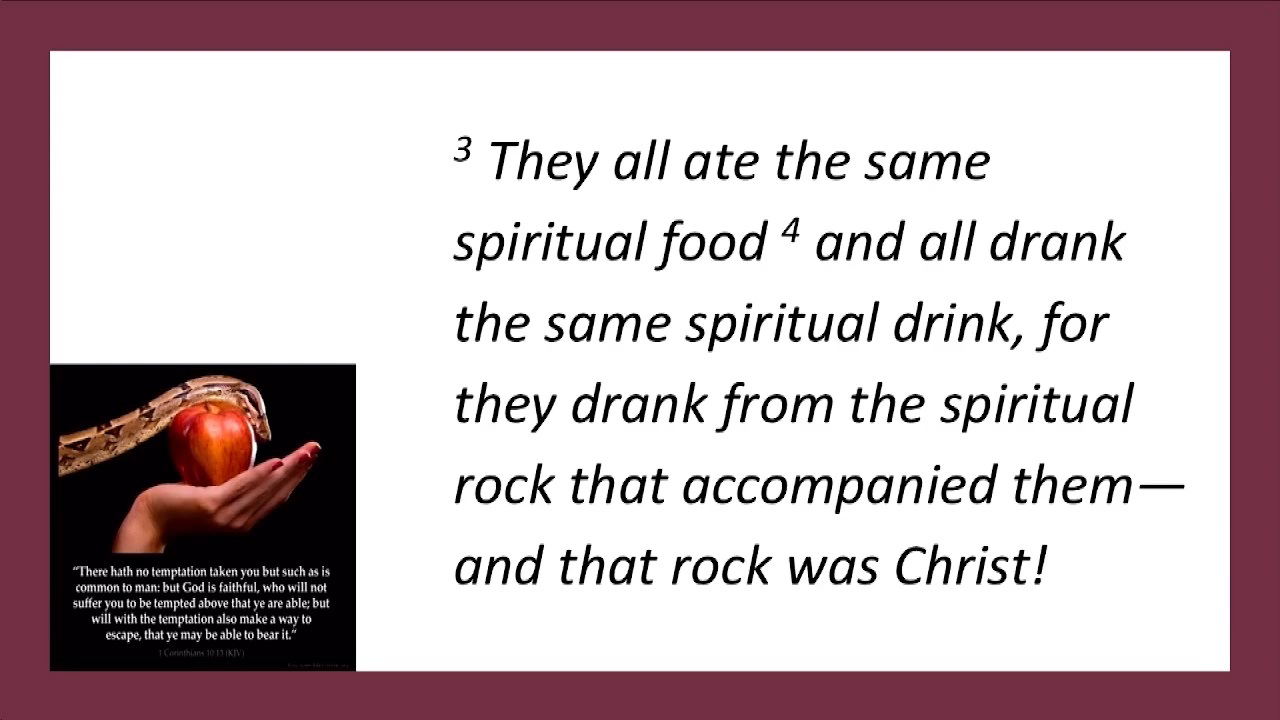 ³ They all ate the same
spiritual food ⁴ and all drank
the same spiritual drink, for
they drank from the spiritual
rock that accompanied them—
and that rock was Christ!
“There hath no temptation taken you but such as is
common to man: but God is faithful, who will not
suffer you to be tempted above that ye are able; but
will with the temptation also make a way to
escape, that ye may be able to bear it.”
1 Corinthians 10:13 (KJV)